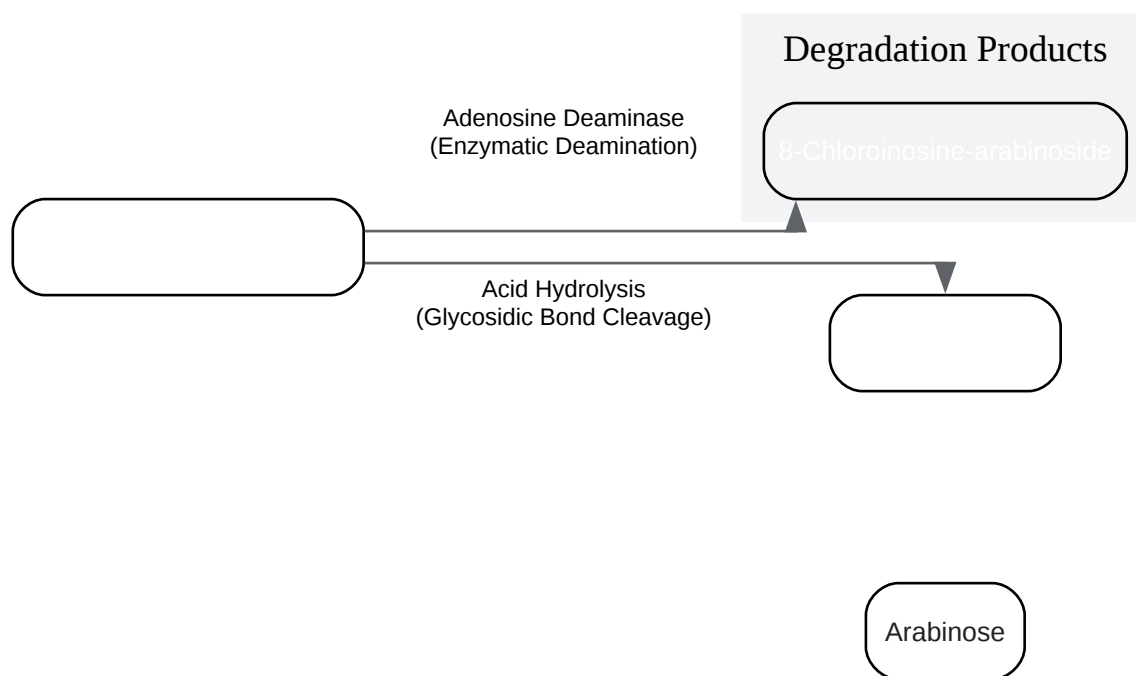 Degradation Products
Adenosine Deaminase
(Enzymatic Deamination)
8-Chloroinosine-arabinoside
Acid Hydrolysis
(Glycosidic Bond Cleavage)
Arabinose